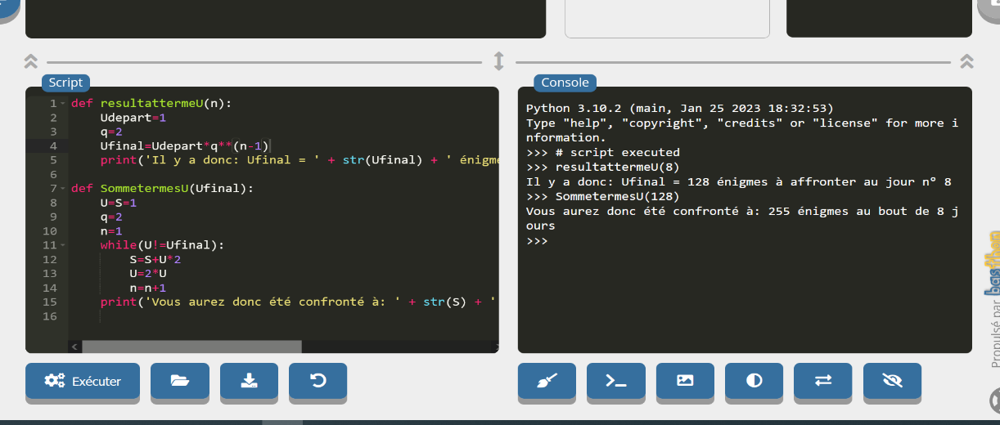 Script
1 def resultattermeU(n):
2 Udepart=1
3 q=2
4 Ufinal=Udepart*q**(n-1)
5 print('Il y a donc: Ufinal = ' + str(Ufinal) + ' énigme
6
7 def SommetermesU(Ufinal):
8 U=S=1
9 q=2
10 n=1
11 while(U!=Ufinal):
12 S=S+U*2
13 U=2*U
14 n=n+1
15 print('Vous aurez donc été confronté à: ' + str(S) + '
16
Exécuter
Console
Python 3.10.2 (main, Jan 25 2023 18:32:53)
Type "help", "copyright", "credits" or "license" for more i
nformation.
>>> # script executed
>>> resultattermeU(8)
Il y a donc: Ufinal = 128 énigmes à affronter au jour n° 8
>>> SommetermesU(128)
Vous aurez donc été confronté à: 255 énigmes au bout de 8 j
ours
>>>
Propulsé par basthon